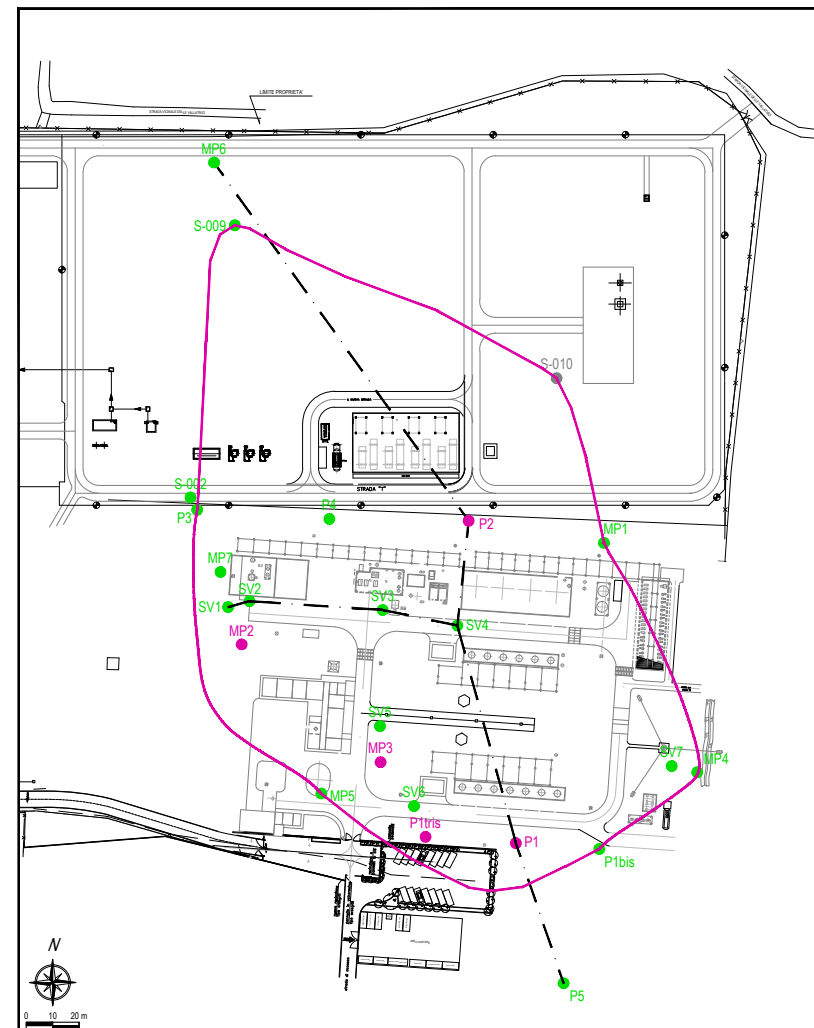 LIMITE PROPRIETA'
MP6
S-009
S-010
STRADA "1"
S-002
P3
P4
P2
MP1
MP7
SV2
SV1
SV3
SV4
MP2
SV5
MP3
SV7
MP4
MP5
SV6
P1tris
P1
P1bis
P5
N
0 10 20 m